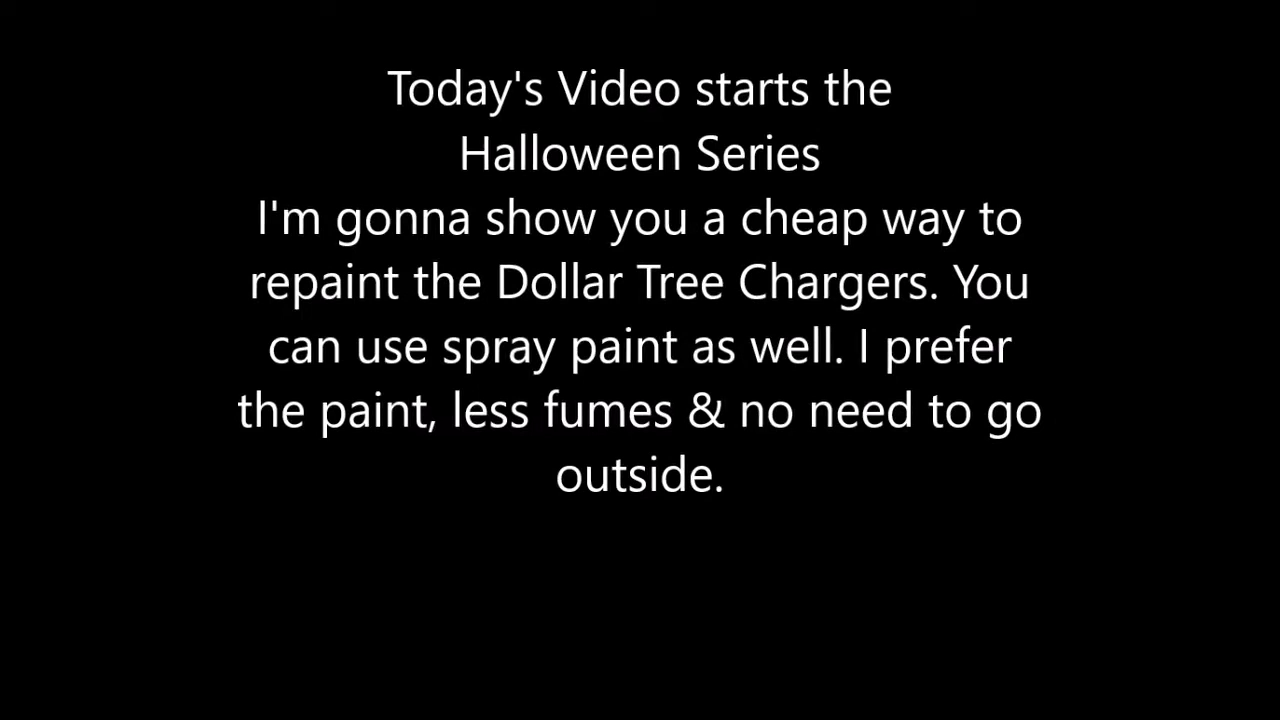 Today's Video starts the
Halloween Series
I'm gonna show you a cheap way to
repaint the Dollar Tree Chargers. You
can use spray paint as well. I prefer
the paint, less fumes & no need to go
outside.